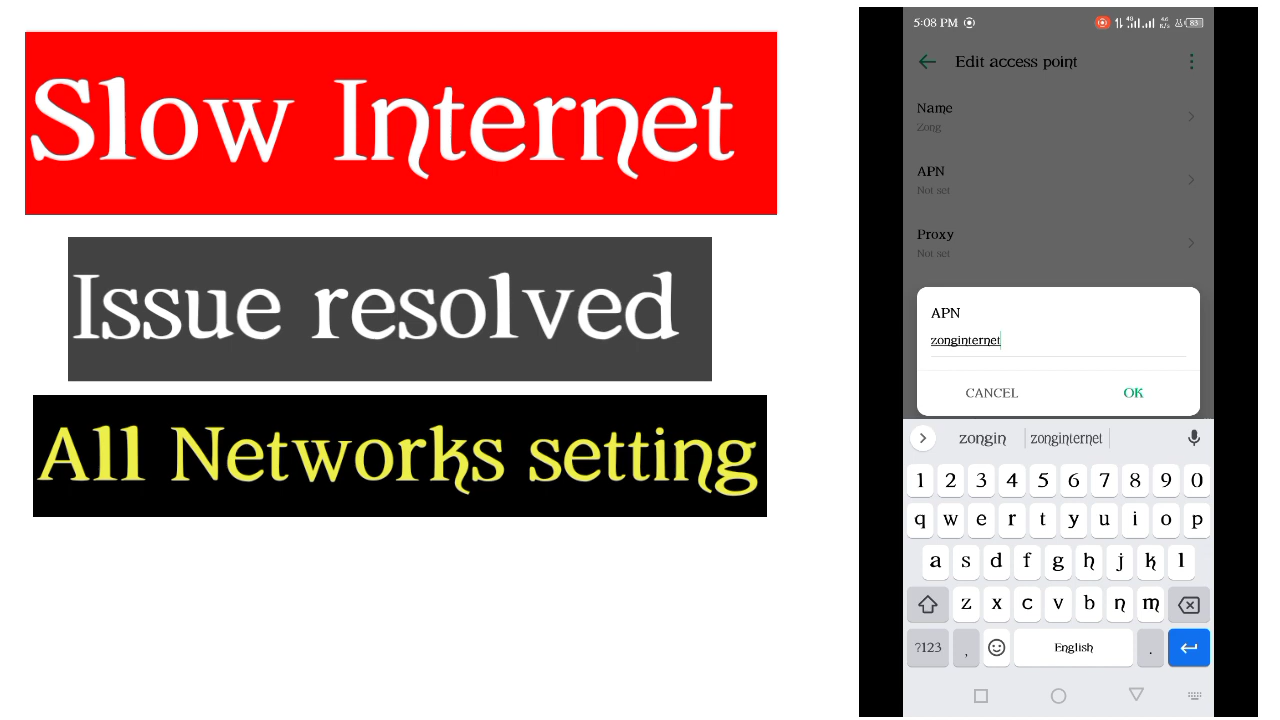 Slow Internet
Issue resolved
All Networks setting
5:08 PM
4G
83
Edit access point
Name
Zong
APN
Not set
Proxy
Not set
APN
zonginternet
CANCEL
OK
zongin zonginternet
1 2 3 4 5 6 7 8 9 0
q w e r t y u i o p
a s d f g h j k l
z x c v b n m
?123 , English .